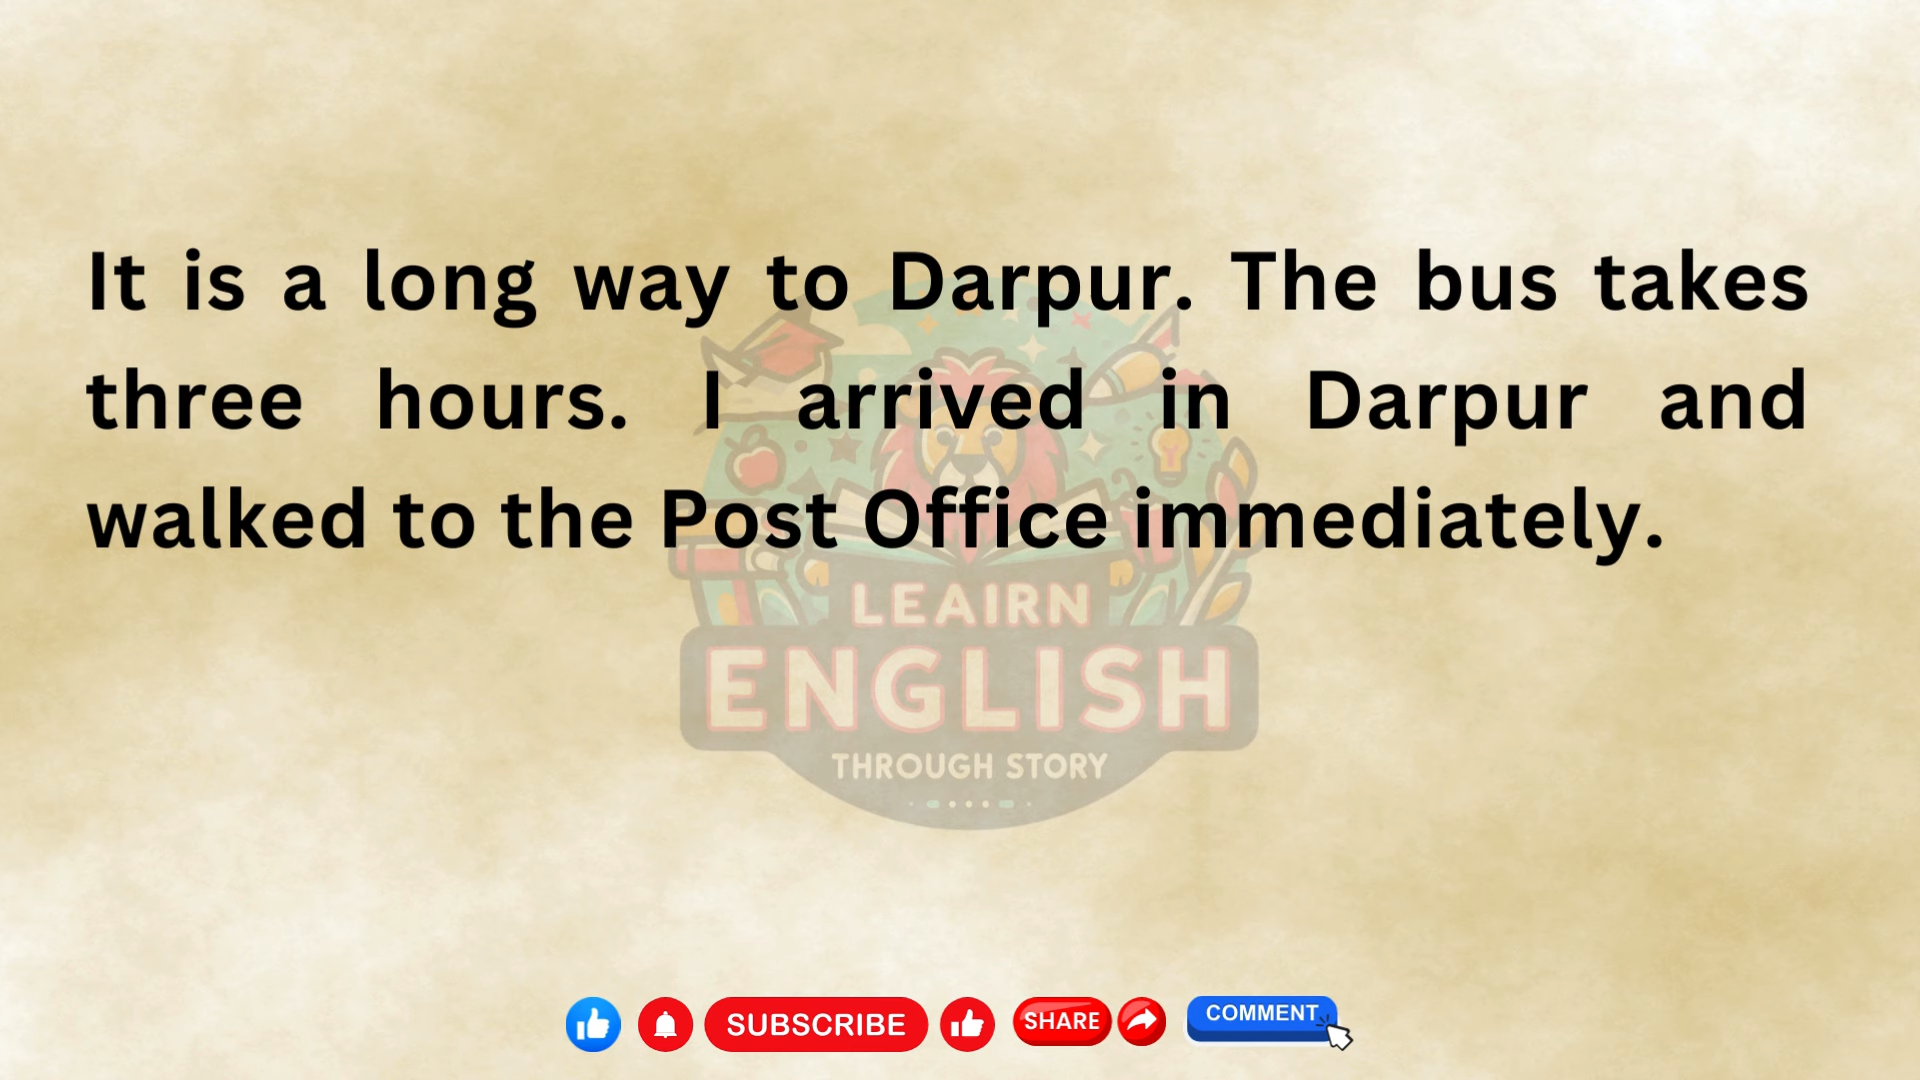 It is a long way to Darpur. The bus takes
three hours. I arrived in Darpur and
walked to the Post Office immediately.
LEAIRN
ENGLISH
THROUGH STORY
SUBSCRIBE
SHARE
COMMENT